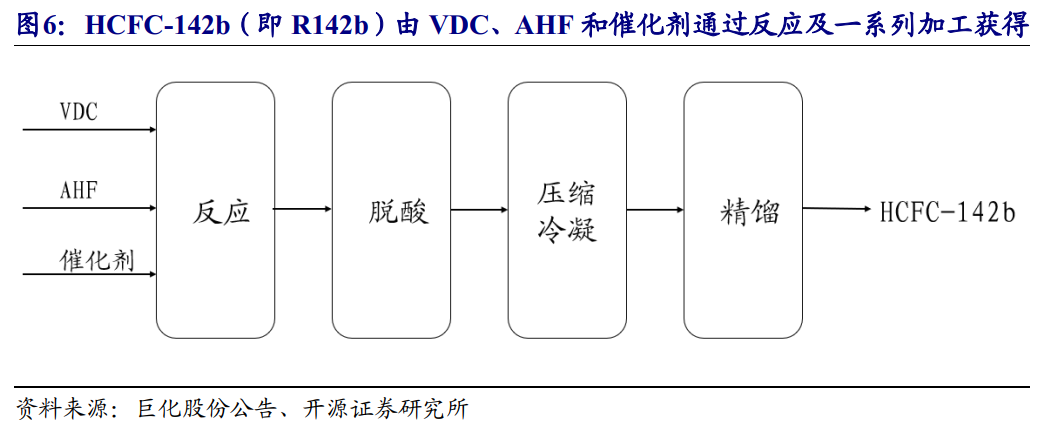 图6：HCFC-142b（即 R142b）由 VDC、AHF 和催化剂通过反应及一系列加工获得
VDC
AHF
催化剂
反应
脱酸
压缩
冷凝
精馏
HCFC-142b
资料来源：巨化股份公告、开源证券研究所